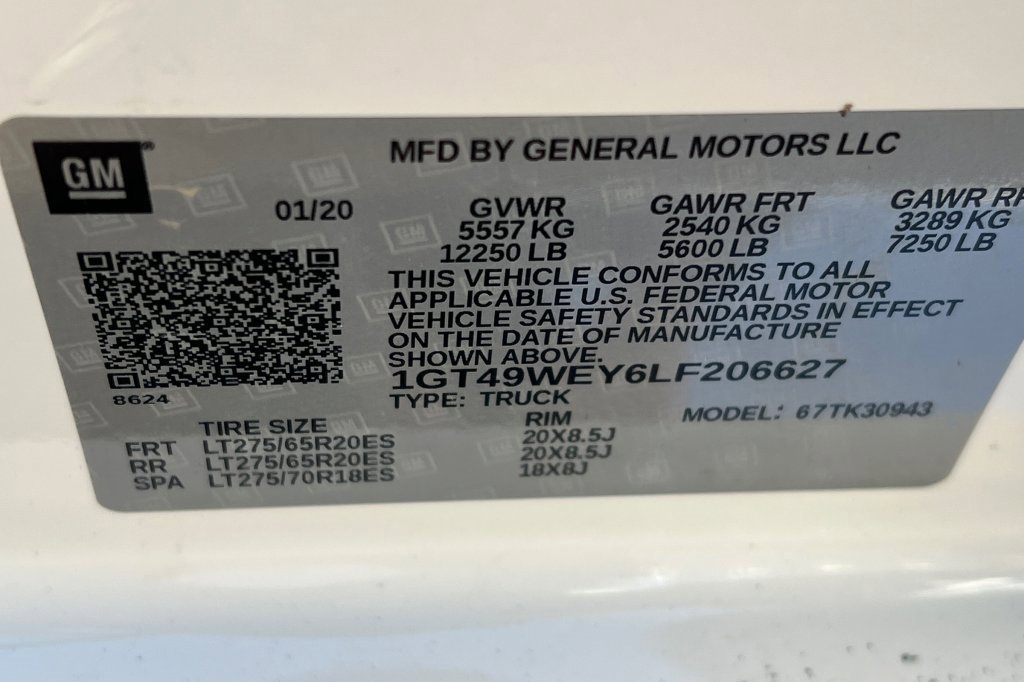 GM
MFD BY GENERAL MOTORS LLC
01/20 GVWR GAWR FRT GAWR RR
5557 KG 2540 KG 3289 KG
12250 LB 5600 LB 7250 LB
THIS VEHICLE CONFORMS TO ALL
APPLICABLE U.S. FEDERAL MOTOR
VEHICLE SAFETY STANDARDS IN EFFECT
ON THE DATE OF MANUFACTURE
SHOWN ABOVE.
1GT49WEY6LF206627
8624
TYPE: TRUCK MODEL: 67TK30943
TIRE SIZE RIM
FRT LT275/65R20ES 20X8.5J
RR LT275/65R20ES 20X8.5J
SPA LT275/70R18ES 18X8J